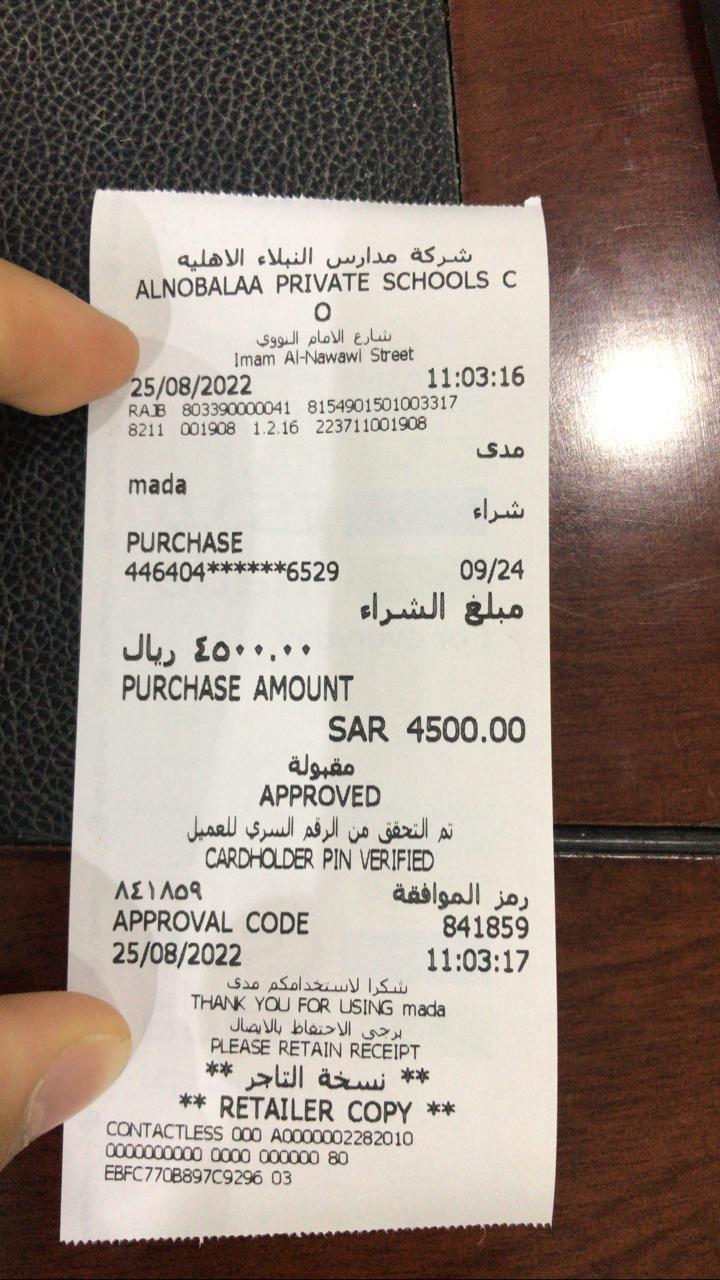 شركة مدارس النبلاء الاهليه
ALNOBALAA PRIVATE SCHOOLS C
O
شارع الامام النووي
Imam Al-Nawawi Street
25/08/2022 11:03:16
RAJB 803390000041 8154901501003317
8211 001908 1.2.16 223711001908
مدى
mada
شراء
PURCHASE
446404******6529 09/24
مبلغ الشراء
٤٥٠٠.٠٠ ريال
PURCHASE AMOUNT
SAR 4500.00
مقبولة
APPROVED
تم التحقق من الرقم السري للعميل
CARDHOLDER PIN VERIFIED
رمز الموافقة ٨٤١٨٥٩
APPROVAL CODE 841859
25/08/2022 11:03:17
شكرا لاستخدامكم مدى
THANK YOU FOR USING mada
يرجى الاحتفاظ بالايصال
PLEASE RETAIN RECEIPT
** نسخة التاجر **
** RETAILER COPY **
CONTACTLESS 000 A0000002282010
0000000000 0000 000000 80
EBFC770B897C9296 03